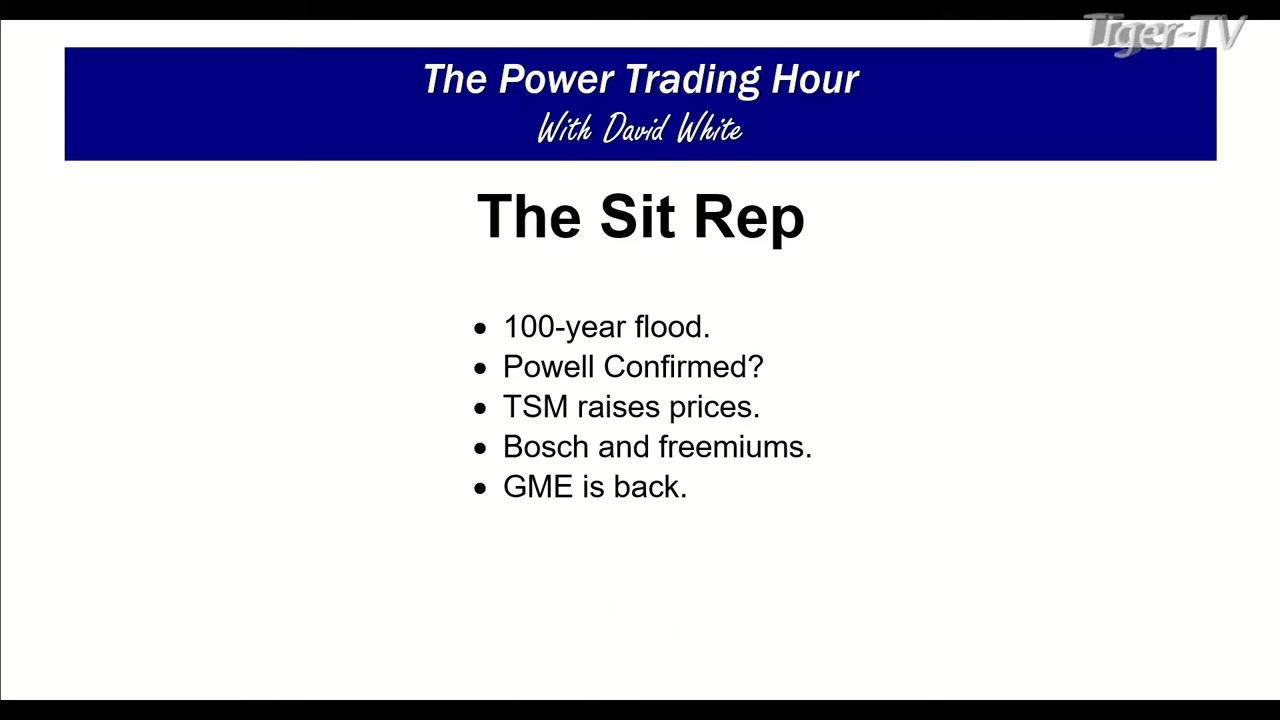 Tiger-TV
The Power Trading Hour
With David White
The Sit Rep
• 100-year flood.
• Powell Confirmed?
• TSM raises prices.
• Bosch and freemiums.
• GME is back.